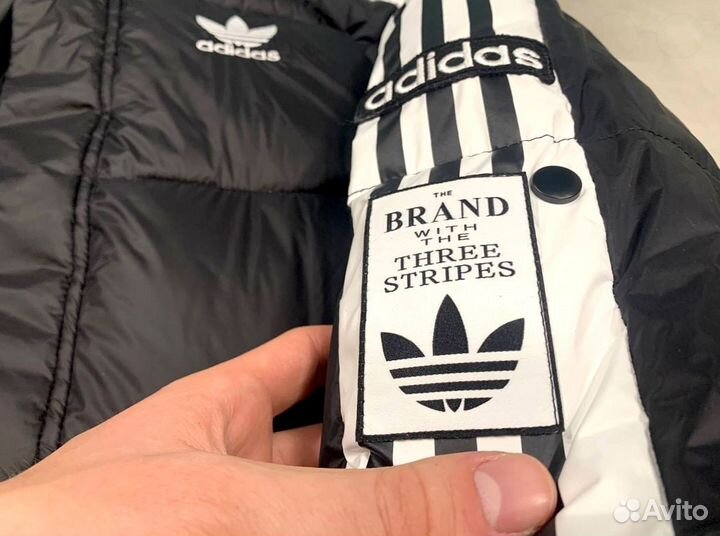 adidas
adidas
THE
BRAND
WITH
THE
THREE
STRIPES
Avito